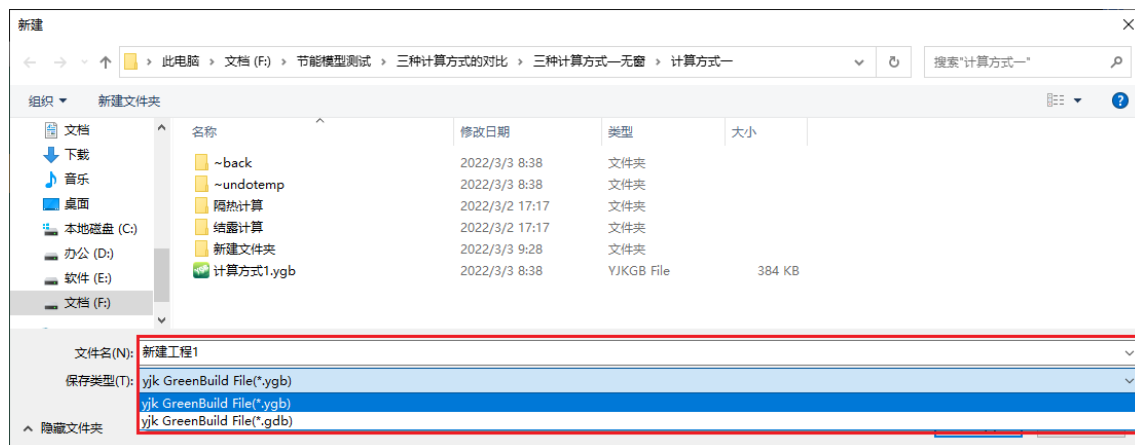 新建
此电脑 › 文档 (F:) › 节能模型测试 › 三种计算方式的对比 › 三种计算方式—无窗 › 计算方式一
搜索"计算方式一"
组织 新建文件夹
名称 修改日期 类型 大小
文档
下载
音乐
桌面
本地磁盘 (C:)
办公 (D:)
软件 (E:)
文档 (F:)
~back 2022/3/3 8:38 文件夹
~undotemp 2022/3/3 8:38 文件夹
隔热计算 2022/3/2 17:17 文件夹
结露计算 2022/3/2 17:17 文件夹
新建文件夹 2022/3/3 9:28 文件夹
计算方式1.ygb 2022/3/3 8:38 YJKGB File 384 KB
文件名(N): 新建工程1
保存类型(T): yjk GreenBuild File(*.ygb)
yjk GreenBuild File(*.ygb)
yjk GreenBuild File(*.gdb)
隐藏文件夹